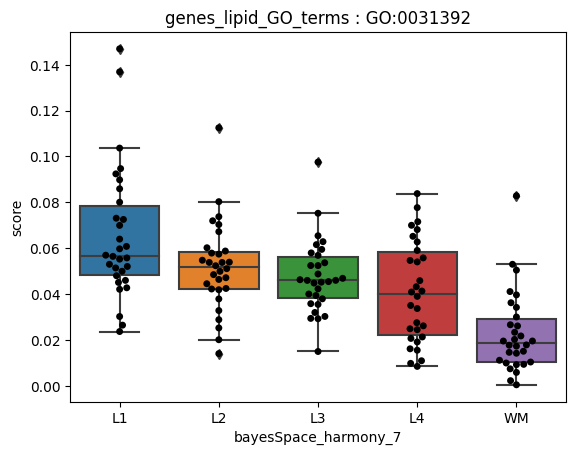 genes_lipid_GO_terms : GO:0031392
0.14
0.12
0.10
0.08
0.06
0.04
0.02
0.00
score
L1 L2 L3 L4 WM
bayesSpace_harmony_7